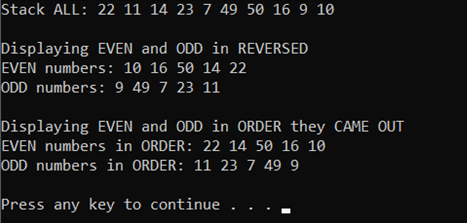 Stack ALL: 22 11 14 23 7 49 50 16 9 10
Displaying EVEN and ODD in REVERSED
EVEN numbers: 10 16 50 14 22
ODD numbers: 9 49 7 23 11
Displaying EVEN and ODD in ORDER they CAME OUT
EVEN numbers in ORDER: 22 14 50 16 10
ODD numbers in ORDER: 11 23 7 49 9
Press any key to continue . . .